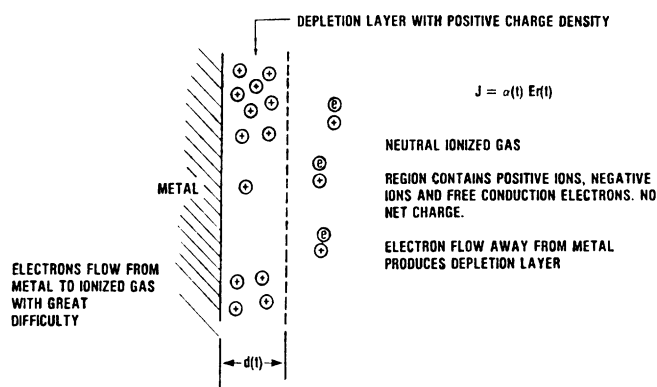 DEPLETION LAYER WITH POSITIVE CHARGE DENSITY
J = σ(t) Er(t)
NEUTRAL IONIZED GAS
REGION CONTAINS POSITIVE IONS, NEGATIVE
IONS AND FREE CONDUCTION ELECTRONS. NO
NET CHARGE.
ELECTRON FLOW AWAY FROM METAL
PRODUCES DEPLETION LAYER
METAL
ELECTRONS FLOW FROM
METAL TO IONIZED GAS
WITH GREAT
DIFFICULTY
+ + + + + + + + + + + + + +
e +
e +
e +
d(t)